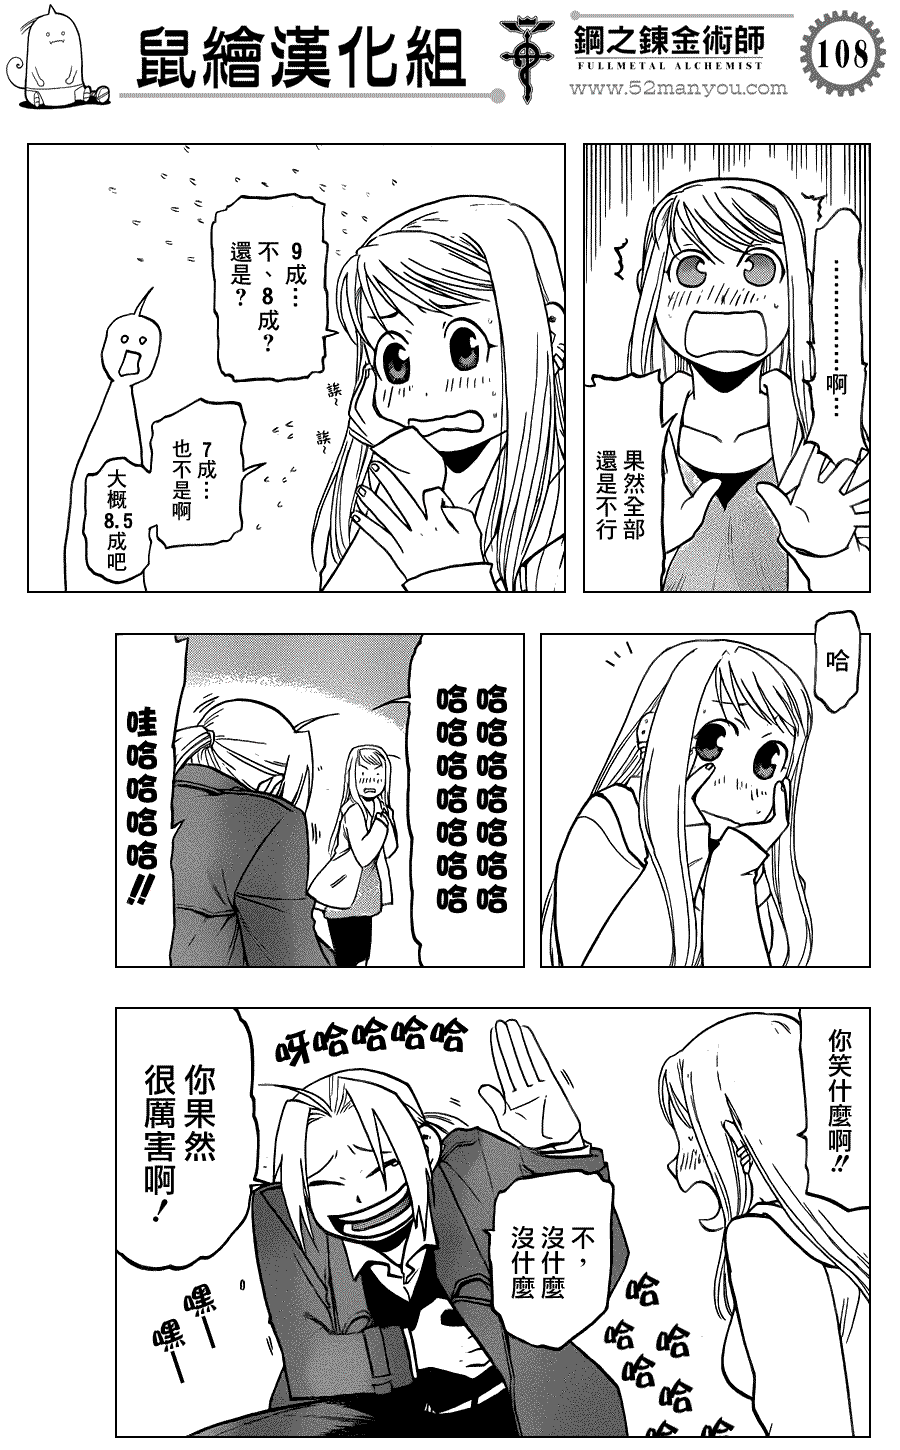 鼠繪漢化組
鋼之鍊金術師
FULLMETAL ALCHEMIST
www.52manyou.com
108
…………啊………
果然全部
還是不行
9成…
不、8成？
還是？
誒~
誒~
7成…
也不是啊
大概
8.5
成吧
哈
哈哈哈哈哈哈哈
哈哈哈哈哈哈哈
哇哈哈哈哈!!
你笑什麼啊!!
呀哈哈哈哈
不，
沒什麼
沒什麼
你果然
很厲害啊！
哈
哈哈
哈哈
哈哈
哈哈
嘿—
嘿—